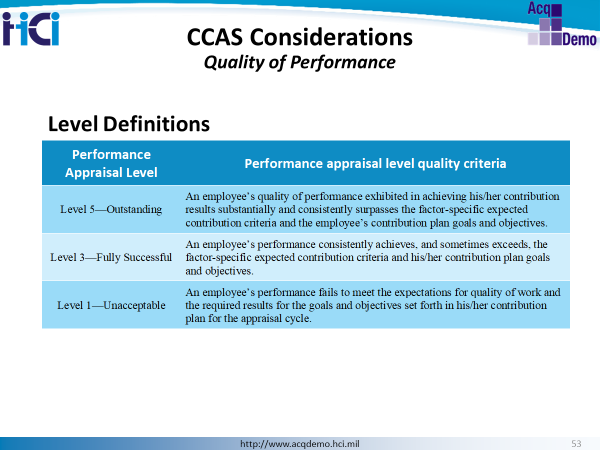 HCI
Acq
Demo
CCAS Considerations
Quality of Performance
Level Definitions
Performance
Appraisal Level
Performance appraisal level quality criteria
Level 5—Outstanding
An employee's quality of performance exhibited in achieving his/her contribution
results substantially and consistently surpasses the factor-specific expected
contribution criteria and the employee's contribution plan goals and objectives.
Level 3—Fully Successful
An employee's performance consistently achieves, and sometimes exceeds, the
factor-specific expected contribution criteria and his/her contribution plan goals
and objectives.
Level 1—Unacceptable
An employee's performance fails to meet the expectations for quality of work and
the required results for the goals and objectives set forth in his/her contribution
plan for the appraisal cycle.
http://www.acqdemo.hci.mil
53